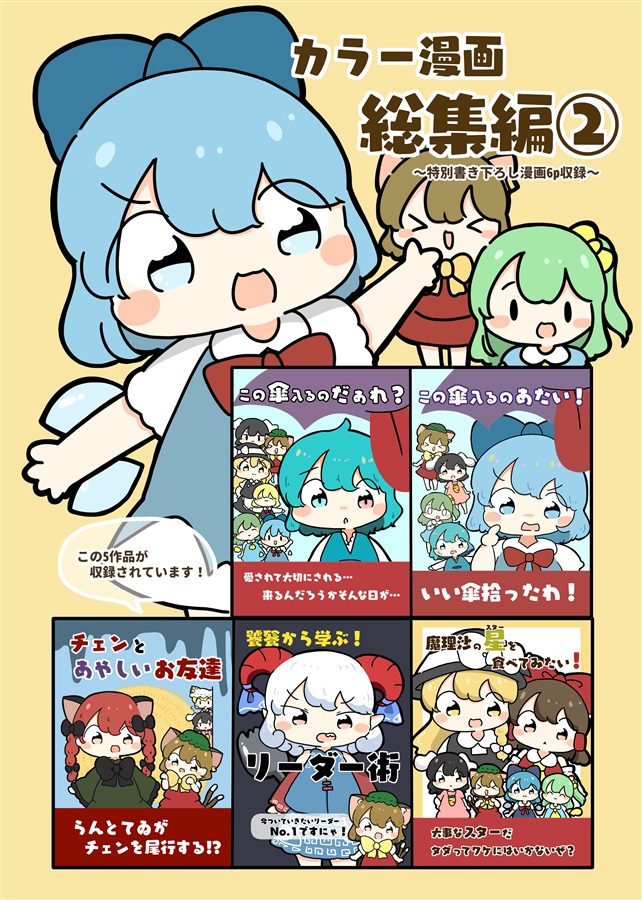 カラー漫画
総集編②
～特別書き下ろし漫画6p収録～
この傘入るのだぁれ？
愛されて大切にされる…
来るんだろうかそんな日が…
この傘入るのあたい！
いい傘拾ったわ！
この5作品が
収録されています！
チェンと
あやしいお友達
うんとてゐが
チェンを尾行する!?
饕餮から学ぶ！
リーダー術
今ついていきたいリーダー
No.1ですにゃ！
スター
魔理沙の星を
食べてみたい！
大事なスターだ
タダってワケにはいかないぜ？